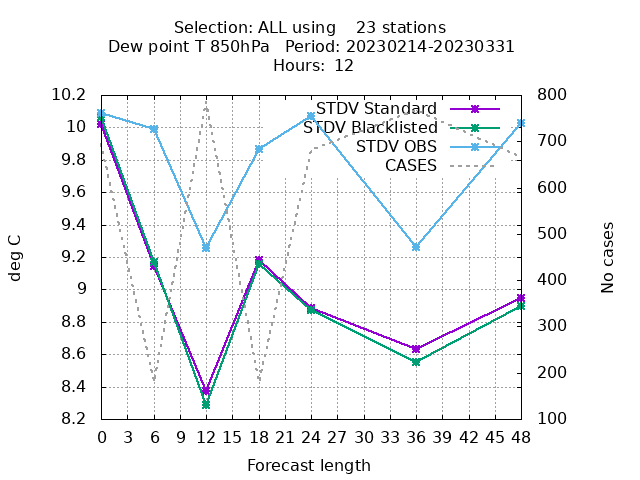 Selection: ALL using    23 stations
Dew point T 850hPa   Period: 20230214-20230331
Hours:  12
STDV Standard
STDV Blacklisted
STDV OBS
CASES
10.2
10
9.8
9.6
9.4
9.2
9
8.8
8.6
8.4
8.2
deg C
800
700
600
500
400
300
200
100
No cases
0 3 6 9 12 15 18 21 24 27 30 33 36 39 42 45 48
Forecast length